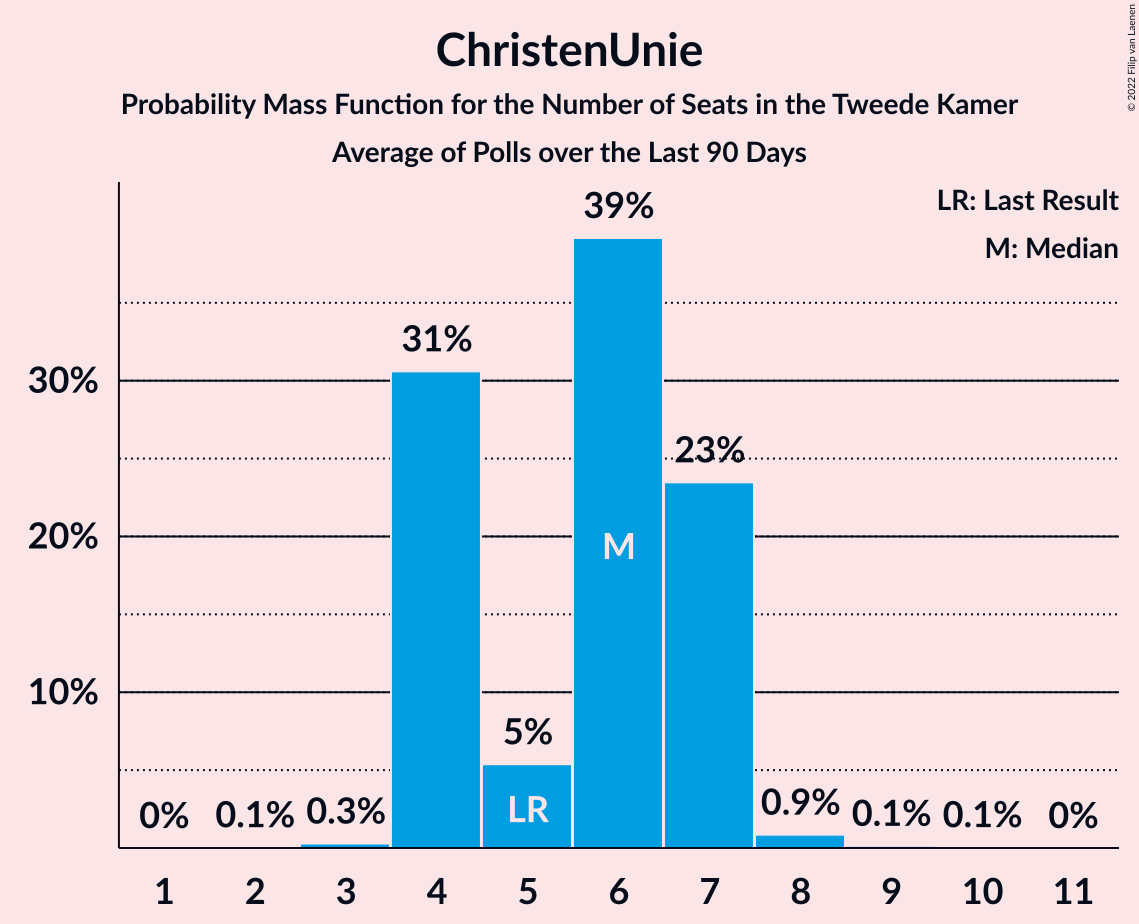 ChristenUnie
Probability Mass Function for the Number of Seats in the Tweede Kamer
Average of Polls over the Last 90 Days
© 2022 Filip van Laenen
LR: Last Result
M: Median
39%
31%
30%
23%
20%
M
10%
5%
LR
0%
0.1%
0.3%
0.9%
0.1%
0.1%
0%
1 2 3 4 5 6 7 8 9 10 11